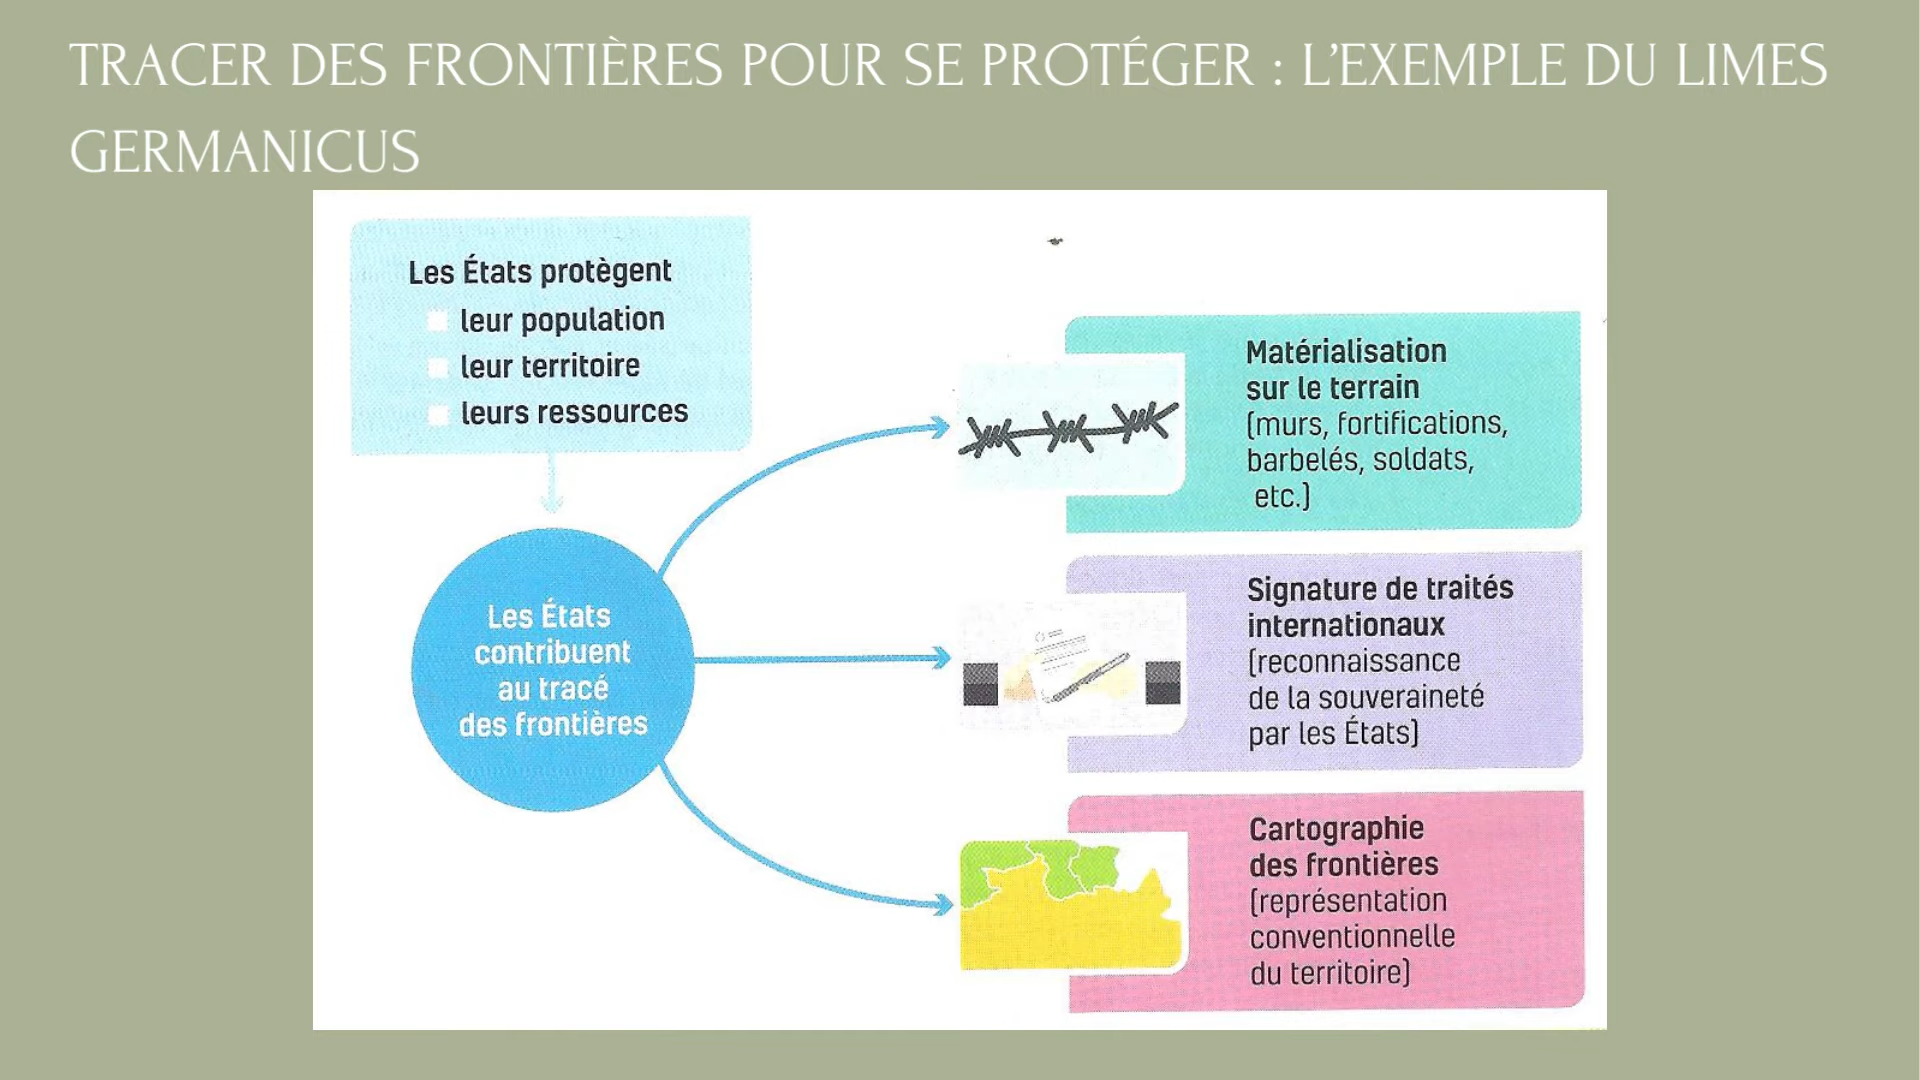 TRACER DES FRONTIÈRES POUR SE PROTÉGER : L’EXEMPLE DU LIMES
GERMANICUS
Les États protègent
leur population
leur territoire
leurs ressources
Les États
contribuent
au tracé
des frontières
Matérialisation
sur le terrain
(murs, fortifications,
barbelés, soldats,
etc.)
Signature de traités
internationaux
(reconnaissance
de la souveraineté
par les États)
Cartographie
des frontières
(représentation
conventionnelle
du territoire)